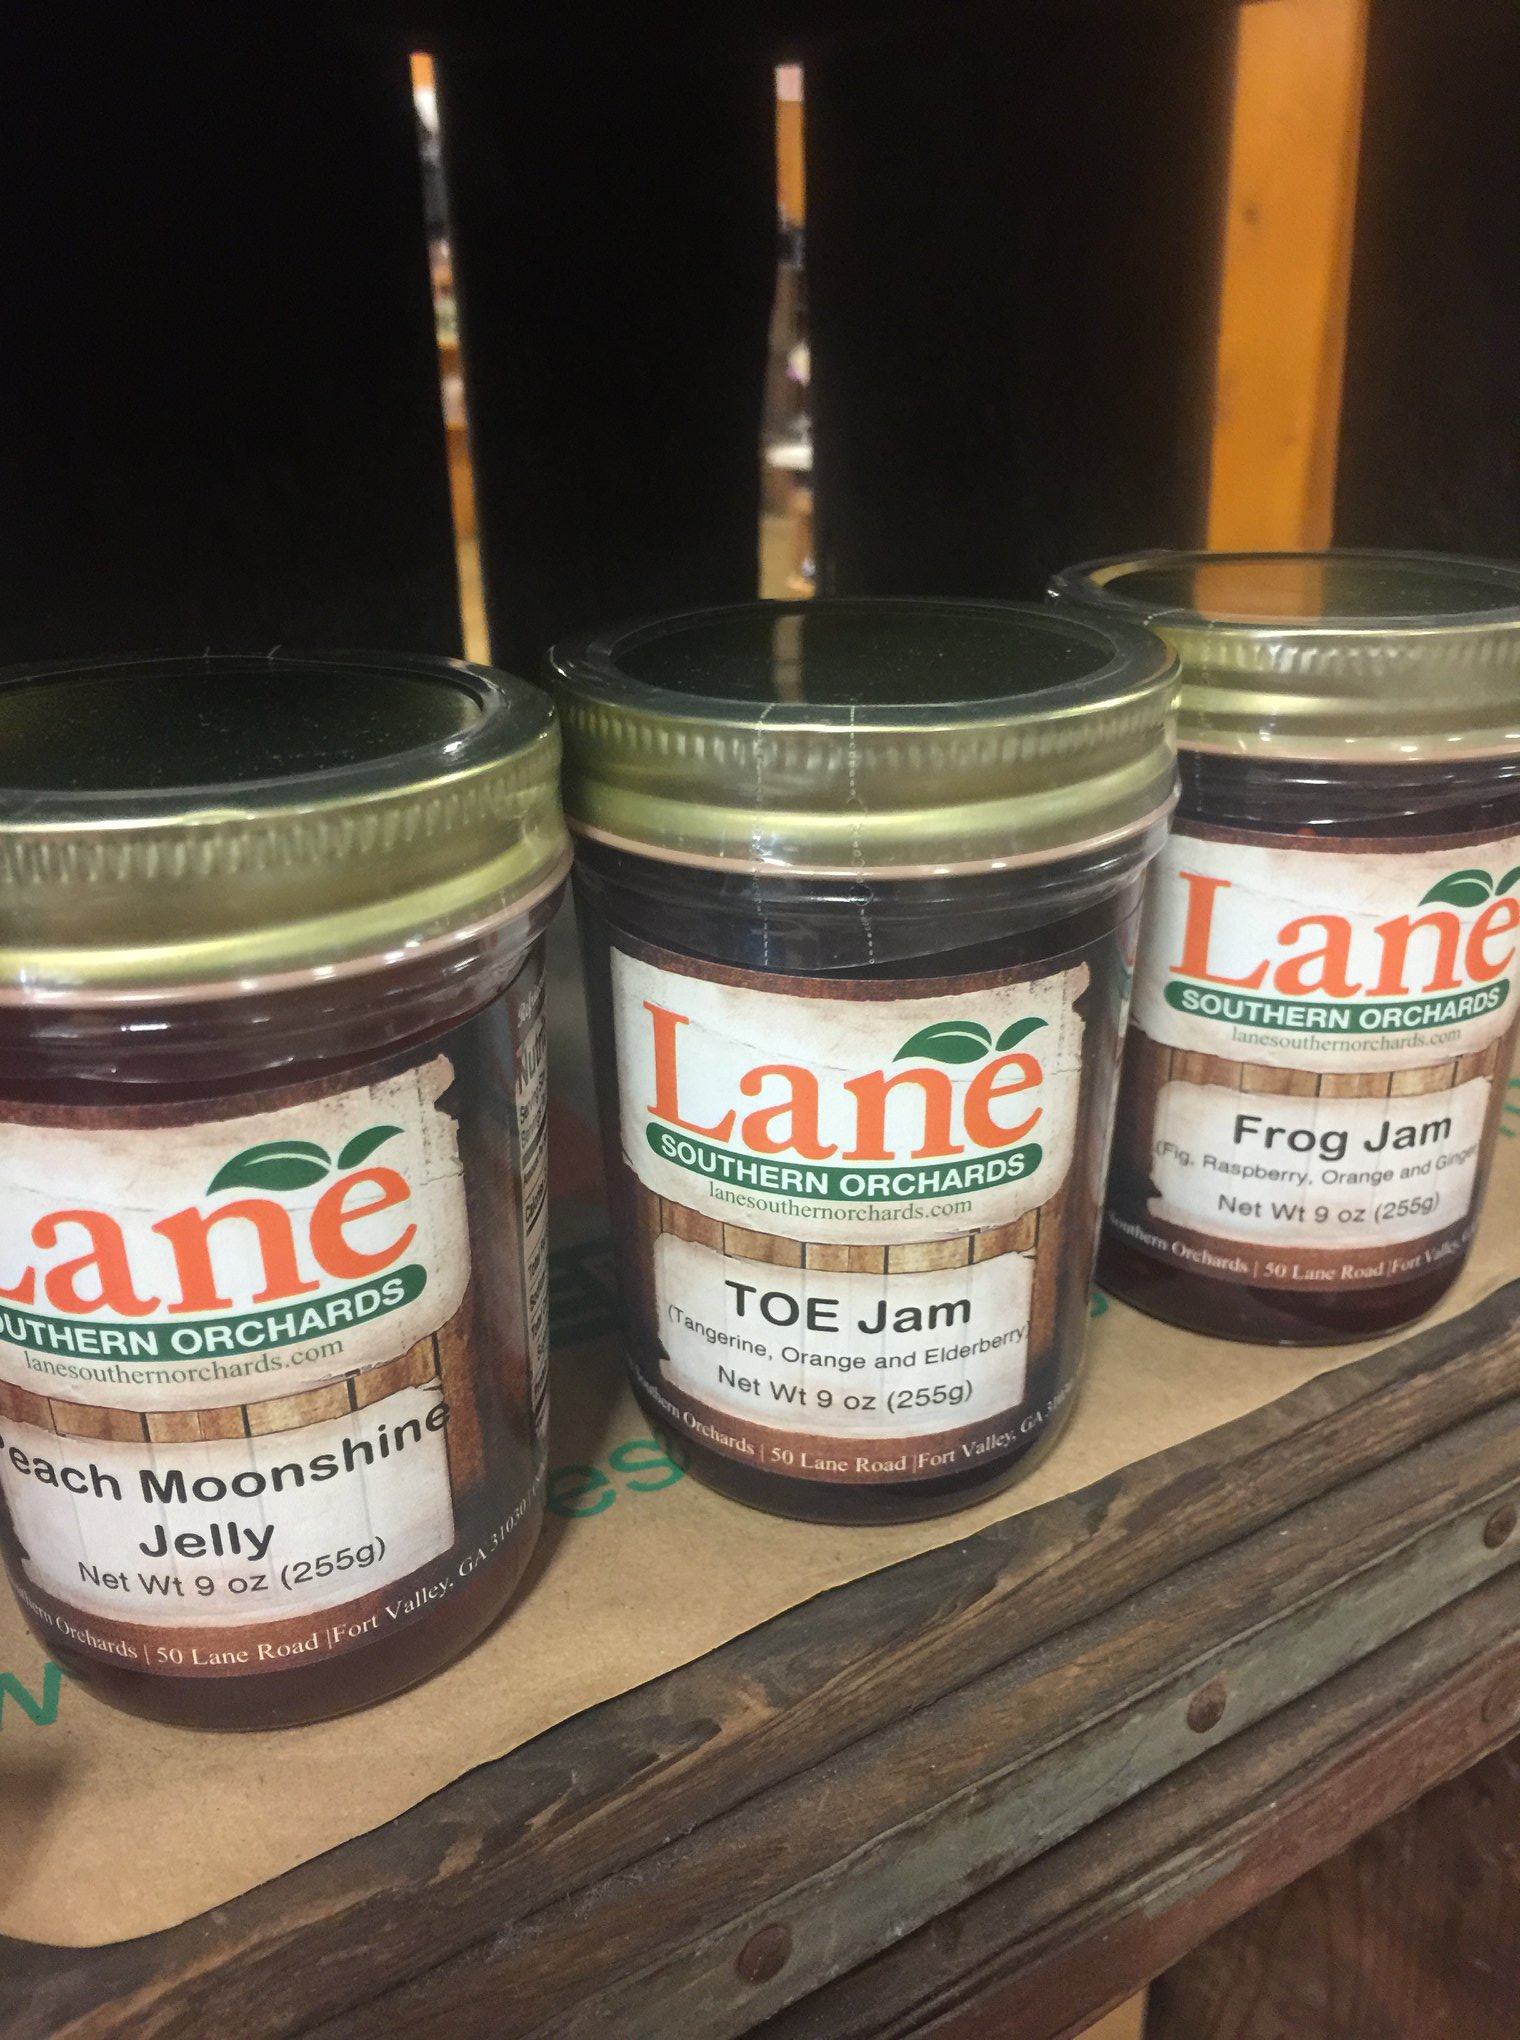 Lane
SOUTHERN ORCHARDS
lanesouthernorchards.com
Peach Moonshine
Jelly
Net Wt 9 oz (255g)
Orchards | 50 Lane Road |Fort Valley, GA 31030
Lane
SOUTHERN ORCHARDS
lanesouthernorchards.com
TOE Jam
(Tangerine, Orange and Elderberry)
Net Wt 9 oz (255g)
Southern Orchards | 50 Lane Road |Fort Valley, GA
Lane
SOUTHERN ORCHARDS
lanesouthernorchards.com
Frog Jam
(Fig, Raspberry, Orange and Ginger
Net Wt 9 oz (255g)
Southern Orchards | 50 Lane Road |Fort Valley,
es
w